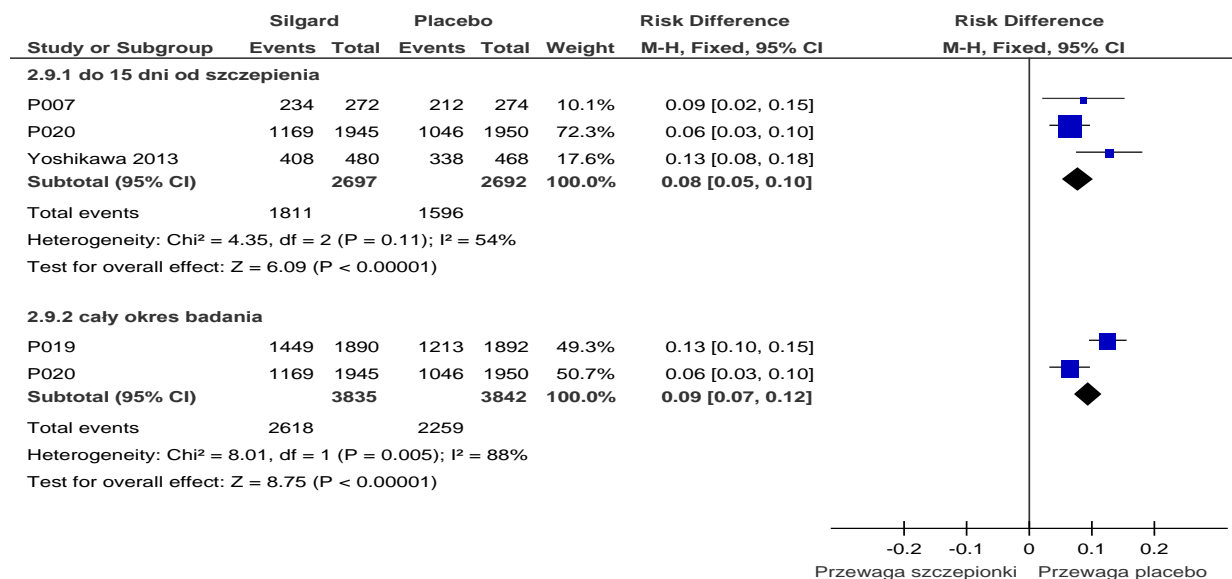 Silgard Placebo Risk Difference Risk Difference
Study or Subgroup Events Total Events Total Weight M-H, Fixed, 95% CI M-H, Fixed, 95% CI
2.9.1 do 15 dni od szczepienia
P007 234 272 212 274 10.1% 0.09 [0.02, 0.15]
P020 1169 1945 1046 1950 72.3% 0.06 [0.03, 0.10]
Yoshikawa 2013 408 480 338 468 17.6% 0.13 [0.08, 0.18]
Subtotal (95% CI) 2697 2692 100.0% 0.08 [0.05, 0.10]
Total events 1811 1596
Heterogeneity: Chi² = 4.35, df = 2 (P = 0.11); I² = 54%
Test for overall effect: Z = 6.09 (P < 0.00001)
2.9.2 cały okres badania
P019 1449 1890 1213 1892 49.3% 0.13 [0.10, 0.15]
P020 1169 1945 1046 1950 50.7% 0.06 [0.03, 0.10]
Subtotal (95% CI) 3835 3842 100.0% 0.09 [0.07, 0.12]
Total events 2618 2259
Heterogeneity: Chi² = 8.01, df = 1 (P = 0.005); I² = 88%
Test for overall effect: Z = 8.75 (P < 0.00001)
-0.2 -0.1 0 0.1 0.2
Przewaga szczepionki Przewaga placebo